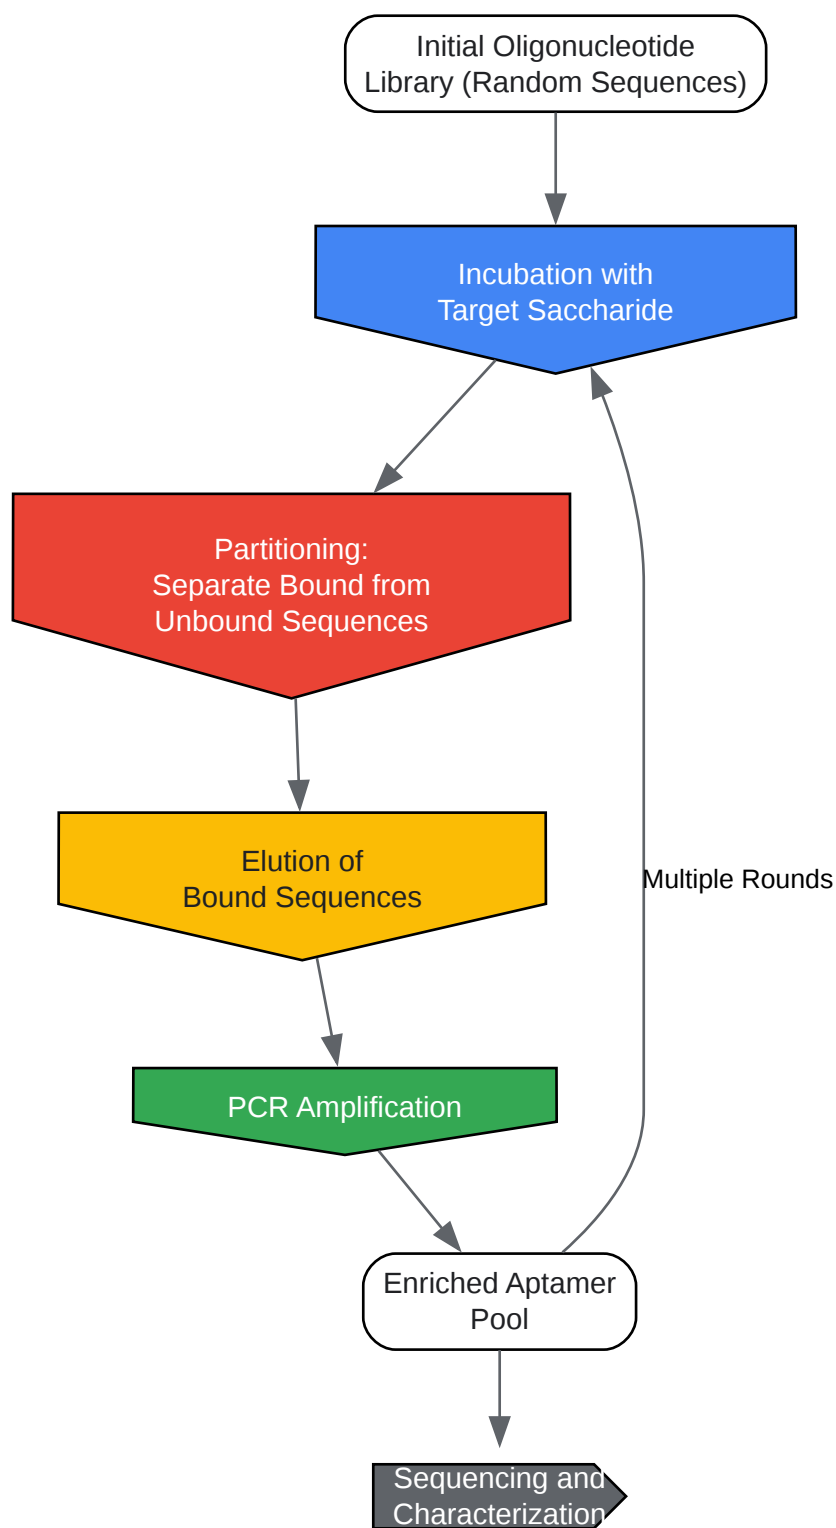 Initial Oligonucleotide
Library (Random Sequences)
Incubation with
Target Saccharide
Partitioning:
Separate Bound from
Unbound Sequences
Elution of
Bound Sequences
Multiple Rounds
PCR Amplification
Enriched Aptamer
Pool
Sequencing and
Characterization